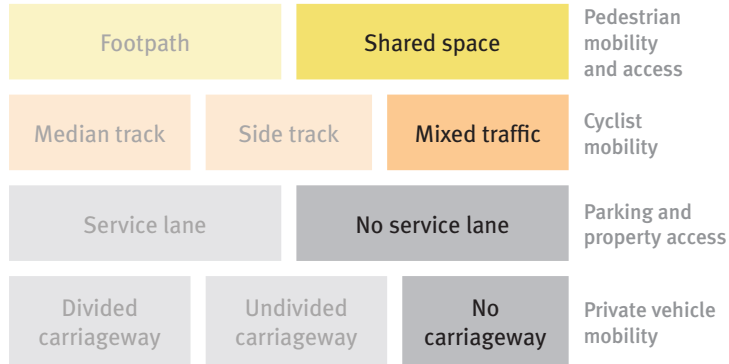 Footpath
Shared space
Pedestrian
mobility
and access
Median track
Side track
Mixed traffic
Cyclist
mobility
Service lane
No service lane
Parking and
property access
Divided
carriageway
Undivided
carriageway
No
carriageway
Private vehicle
mobility